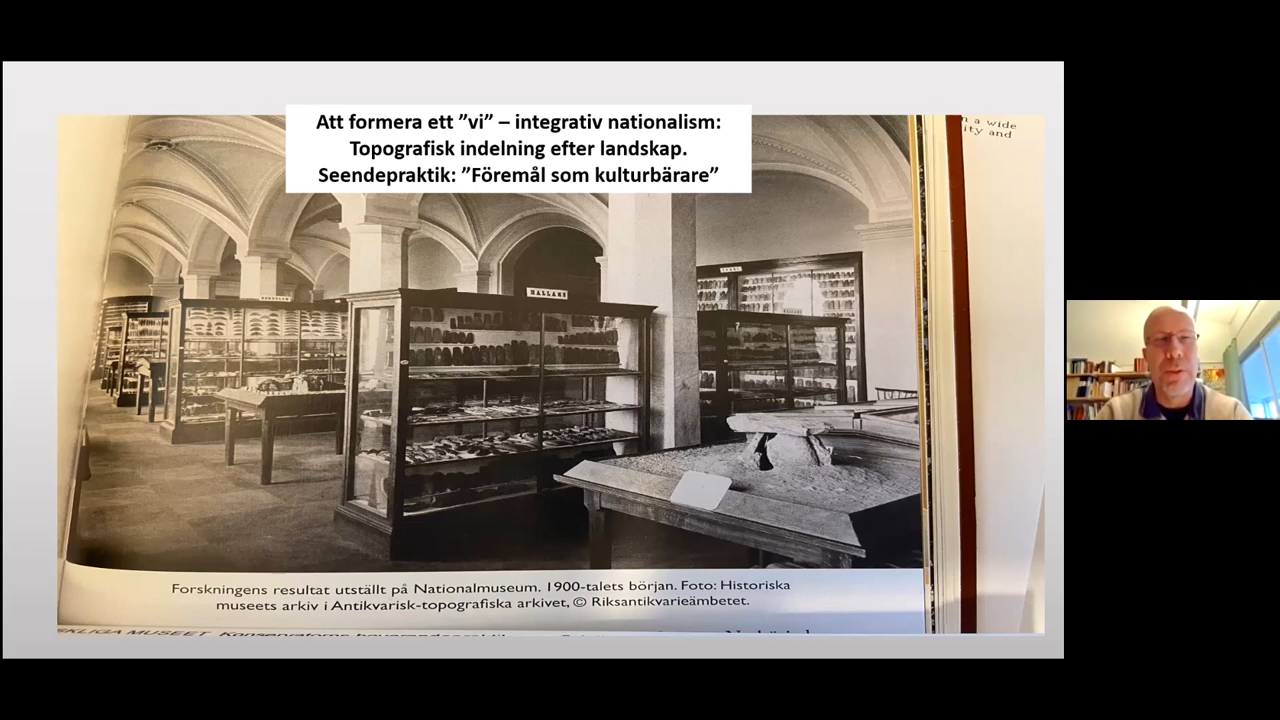 Att formera ett ”vi” – integrativ nationalism:
Topografisk indelning efter landskap.
Seendepraktik: ”Föremål som kulturbärare”
a wide
ity and
HALLAND
Forskningens resultat utställt på Nationalmuseum. 1900-talets början. Foto: Historiska
museets arkiv i Antikvarisk-topografiska arkivet, © Riksantikvarieämbetet.